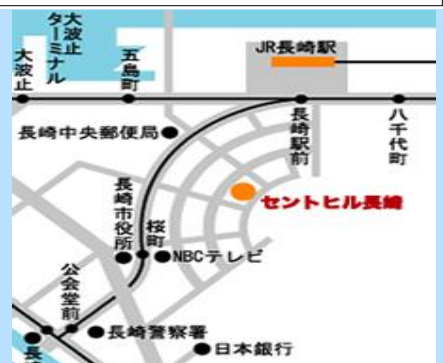 大波止
ターミナル
大波止
五島町
JR長崎駅
長崎中央郵便局
長崎駅前
八千代町
セントヒル長崎
長崎市役所
桜町
NBCテレビ
公会堂前
長崎警察署
日本銀行
長